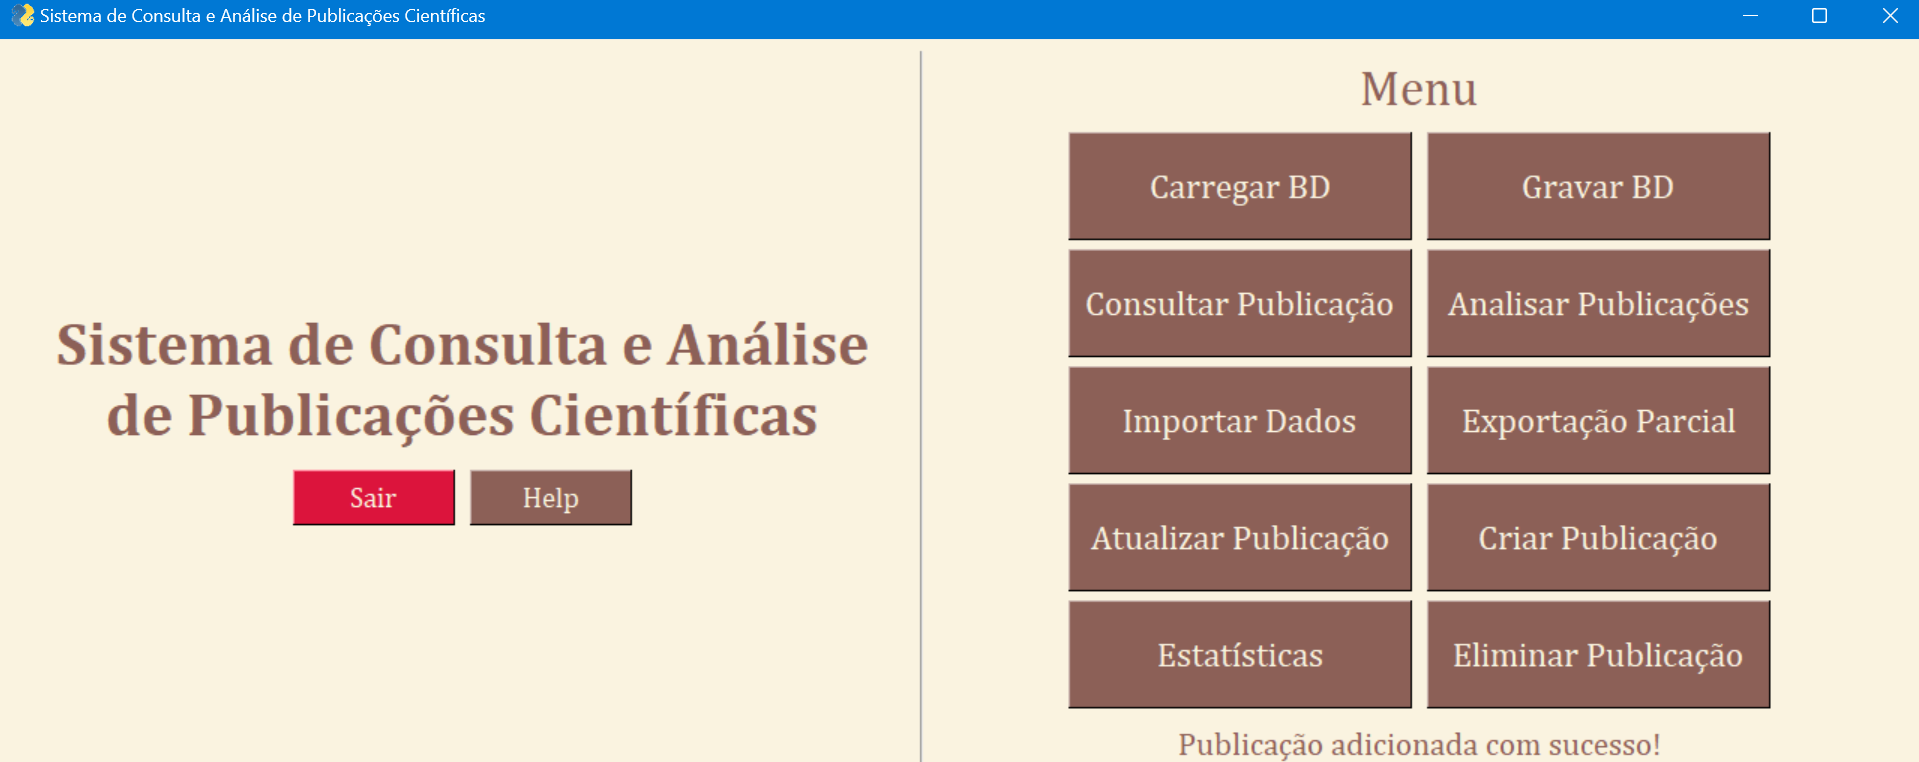 Sistema de Consulta e Análise de Publicações Científicas
Sistema de Consulta e Análise
de Publicações Científicas
Sair
Help
Menu
Carregar BD
Gravar BD
Consultar Publicação
Analisar Publicações
Importar Dados
Exportação Parcial
Atualizar Publicação
Criar Publicação
Estatísticas
Eliminar Publicação
Publicação adicionada com sucesso!